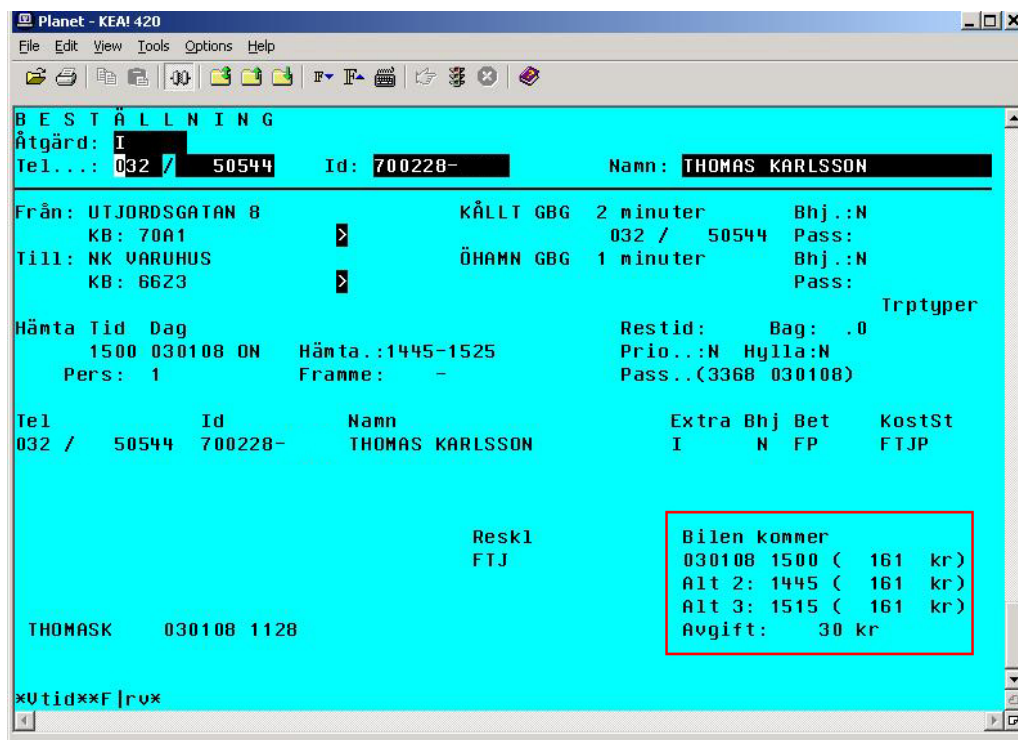 Planet - KEA! 420
File Edit View Tools Options Help
B E S T Ä L L N I N G
Åtgärd: I
Tel...: 032 / 50544 Id: 700228- Namn: THOMAS KARLSSON
Från: UTJORDSGATAN 8 KÅLLT GBG 2 minuter Bhj.:N
KB: 70A1 > 032 / 50544 Pass:
Till: NK VARUHUS ÖHAMN GBG 1 minuter Bhj.:N
KB: 66Z3 > Pass:
Trptyper
Hämta Tid Dag Restid: Bag: .0
1500 030108 ON Hämta.:1445-1525 Prio..:N Hylla:N
Pers: 1 Framme: - Pass..(3368 030108)
Tel Id Namn Extra Bhj Bet KostSt
032 / 50544 700228- THOMAS KARLSSON I N FP FTJP
Reskl Bilen kommer
FTJ 030108 1500 ( 161 kr)
Alt 2: 1445 ( 161 kr)
Alt 3: 1515 ( 161 kr)
THOMASK 030108 1128 Avgift: 30 kr
*Vtid**F|rv*